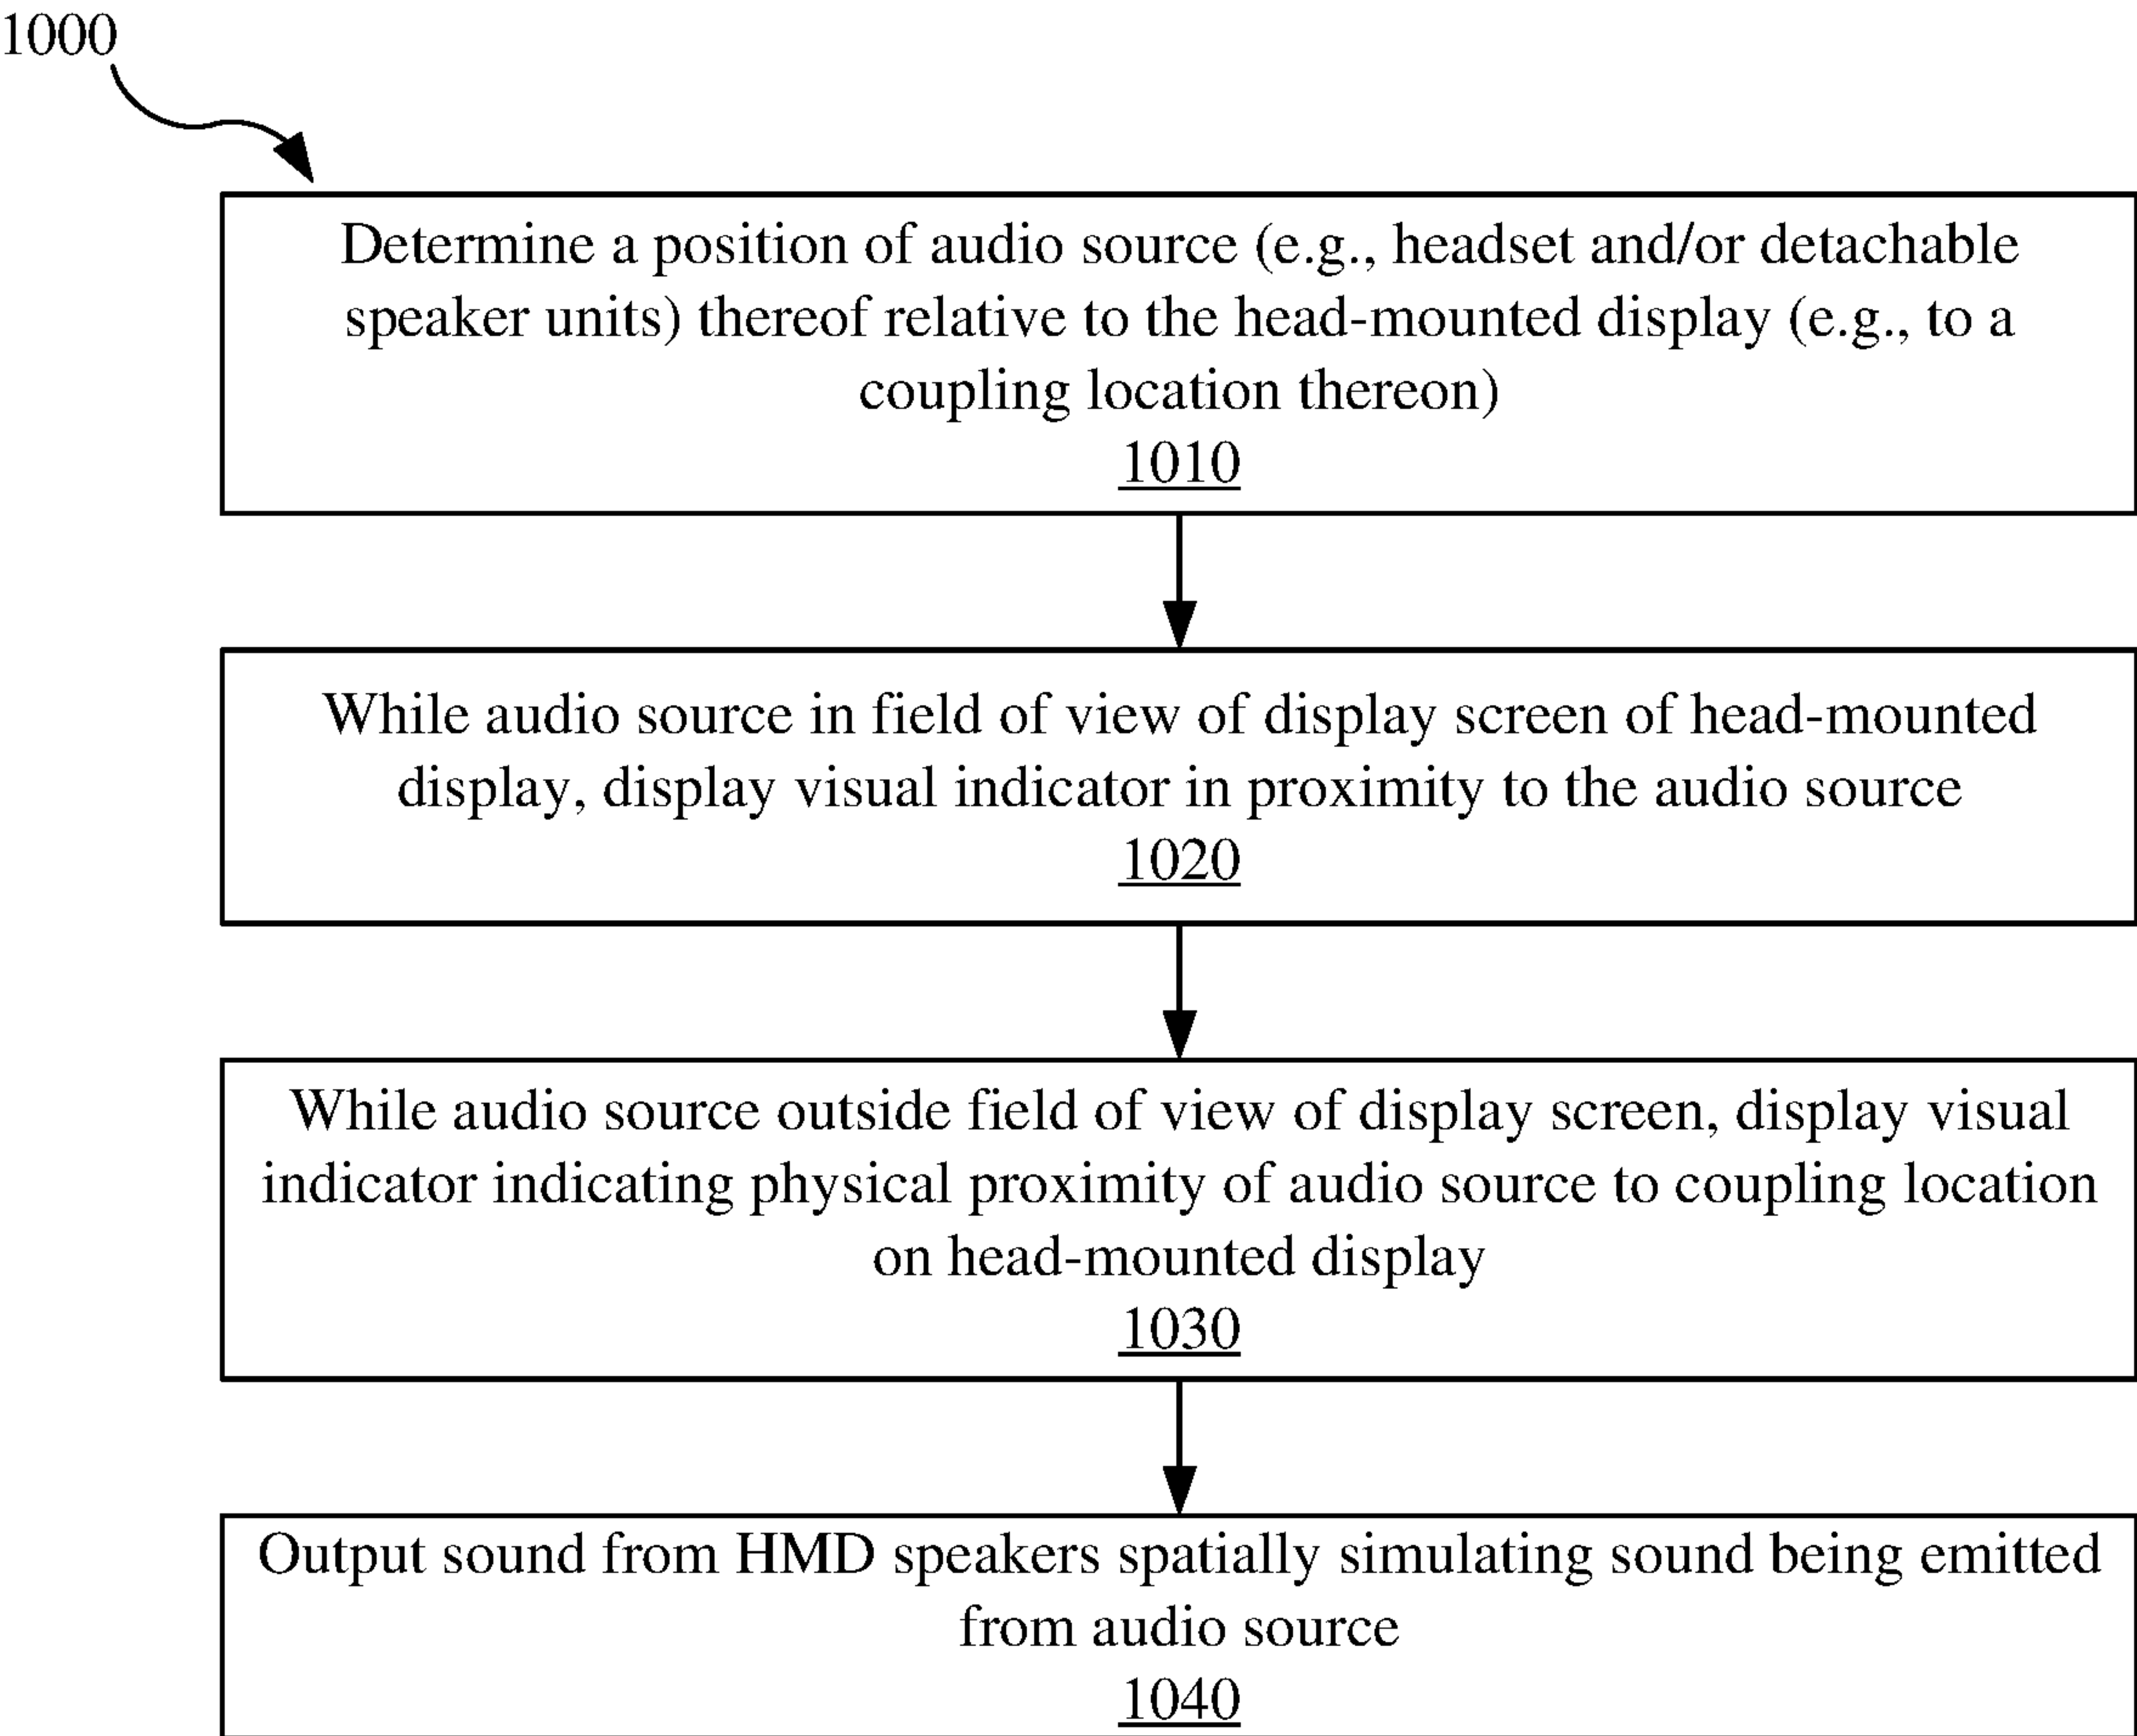 1000
Determine a position of audio source (e.g., headset and/or detachable
speaker units) thereof relative to the head-mounted display (e.g., to a
coupling location thereon)
1010
While audio source in field of view of display screen of head-mounted
display, display visual indicator in proximity to the audio source
1020
While audio source outside field of view of display screen, display visual
indicator indicating physical proximity of audio source to coupling location
on head-mounted display
1030
Output sound from HMD speakers spatially simulating sound being emitted
from audio source
1040